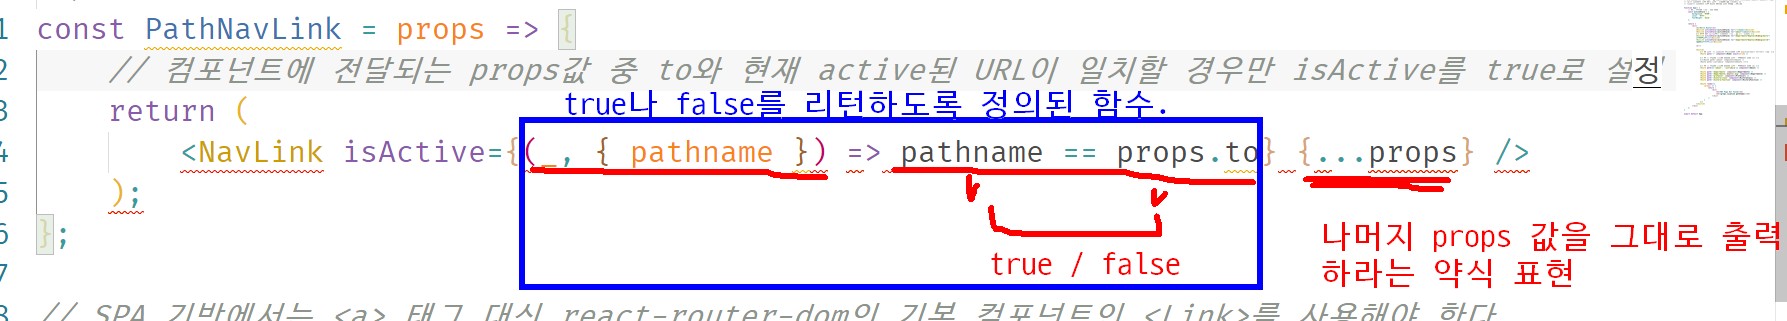 1 const PathNavLink = props => {
2 // 컴포넌트에 전달되는 props값 중 to와 현재 active된 URL이 일치할 경우만 isActive를 true로 설정
3 return (
true나 false를 리턴하도록 정의된 함수.
4 <NavLink isActive={(_, { pathname }) => pathname == props.to} {...props} />
5 );
6 };
true / false
나머지 props 값을 그대로 출력
하라는 약식 표현
7
8 // SPA 기반에서는 <a> 태그 대신 react-router-dom의 기본 컴포넌트인 <Link>를 사용해야 한다